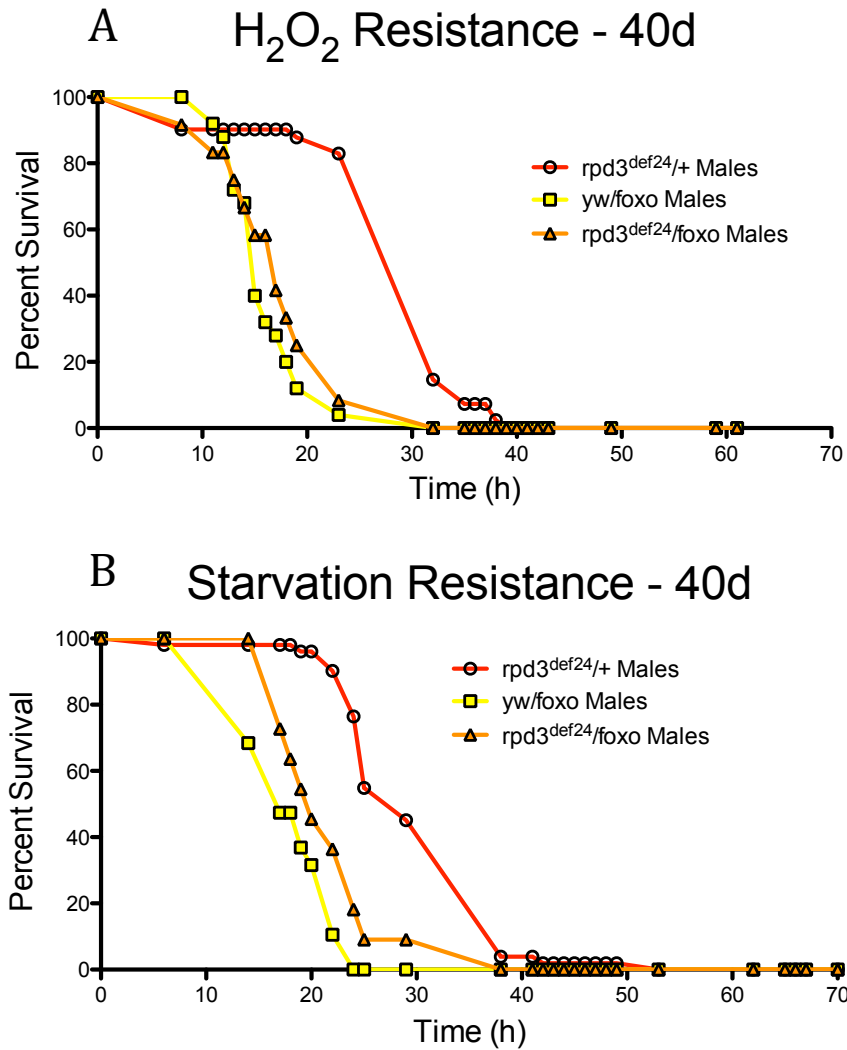 A
H₂O₂ Resistance - 40d
Percent Survival
100
80
60
40
20
0
rpd3ᵈᵉᶠ²⁴/+ Males
yw/foxo Males
rpd3ᵈᵉᶠ²⁴/foxo Males
0 10 20 30 40 50 60 70
Time (h)
B
Starvation Resistance - 40d
Percent Survival
100
80
60
40
20
0
rpd3ᵈᵉᶠ²⁴/+ Males
yw/foxo Males
rpd3ᵈᵉᶠ²⁴/foxo Males
0 10 20 30 40 50 60 70
Time (h)